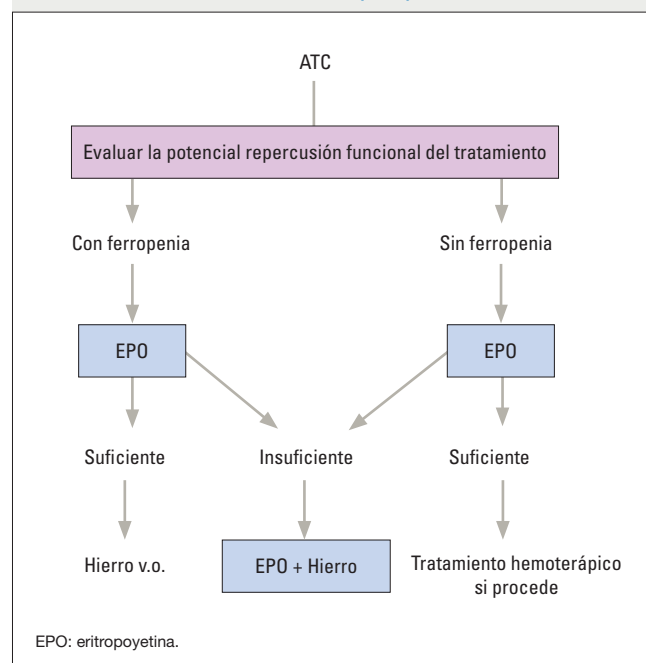 ATC
Evaluar la potencial repercusión funcional del tratamiento
Con ferropenia
Sin ferropenia
EPO
EPO
Suficiente
Insuficiente
Suficiente
Hierro v.o.
EPO + Hierro
Tratamiento hemoterápico
si procede
EPO: eritropoyetina.